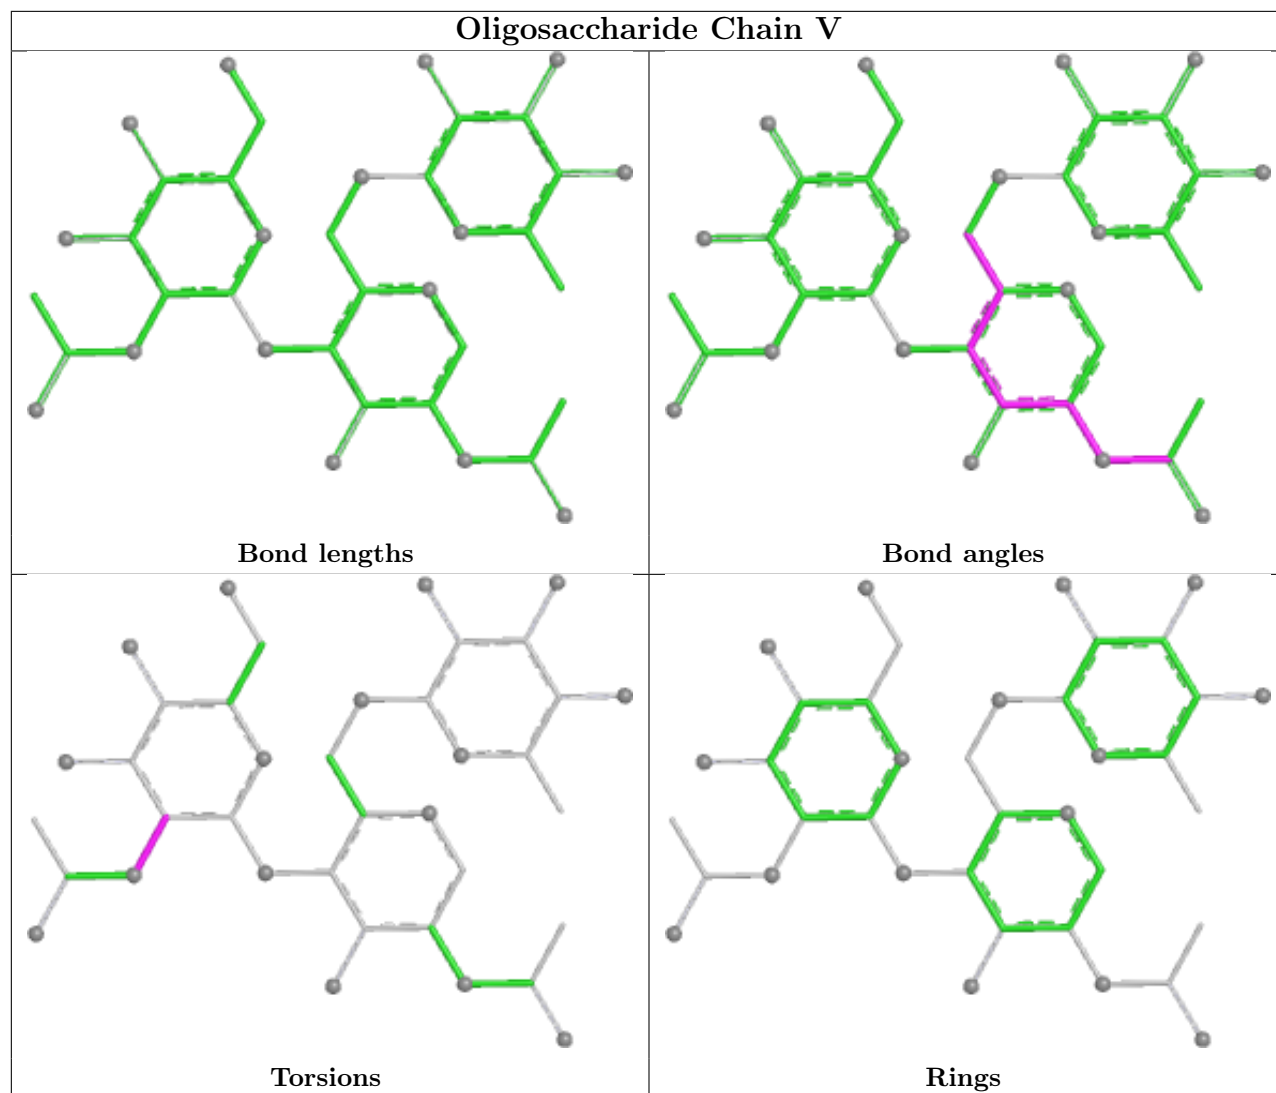 Oligosaccharide Chain V
Bond lengths
Bond angles
Torsions
Rings